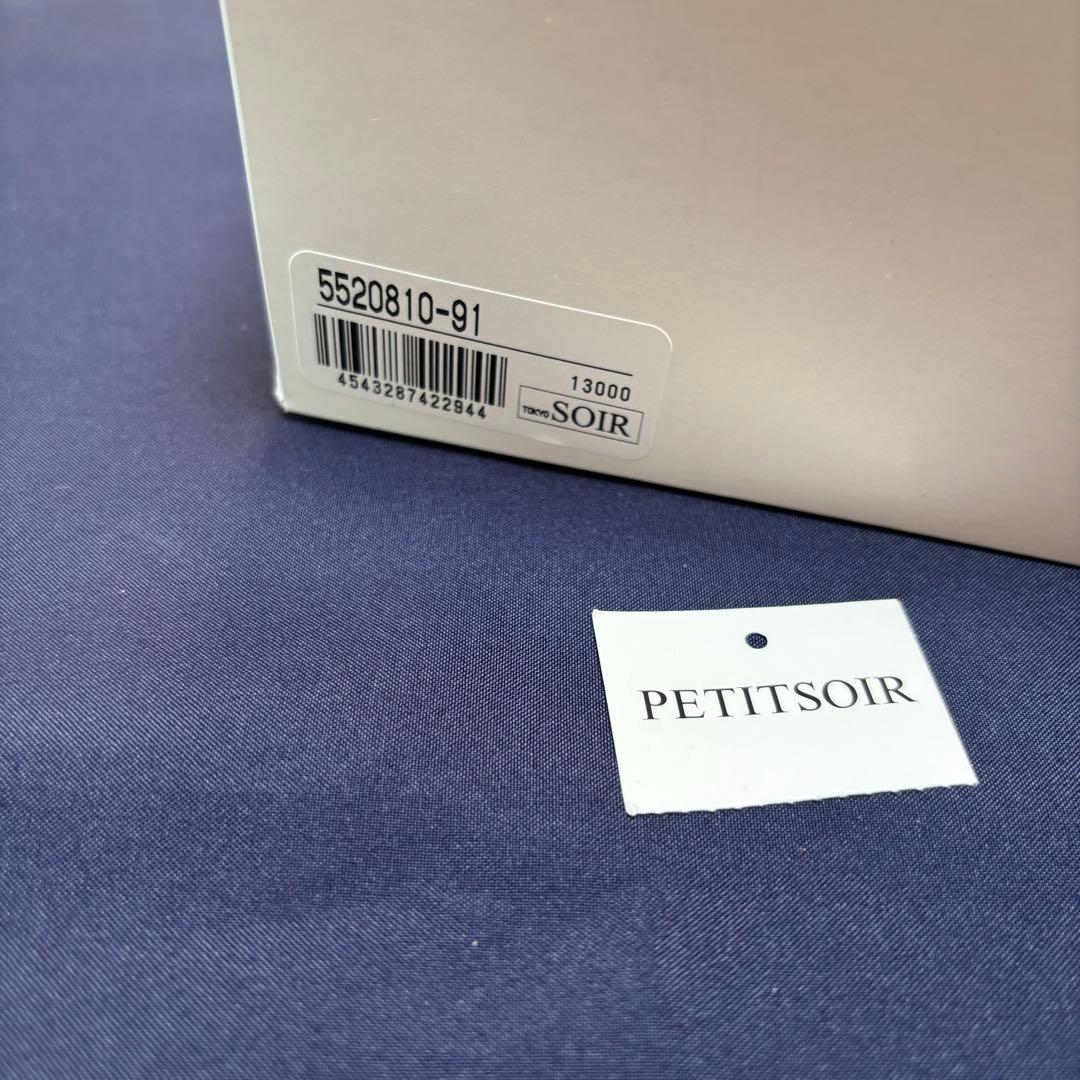 5520810-91
13000
4543287422944
TOKYO SOIR
PETITSOIR